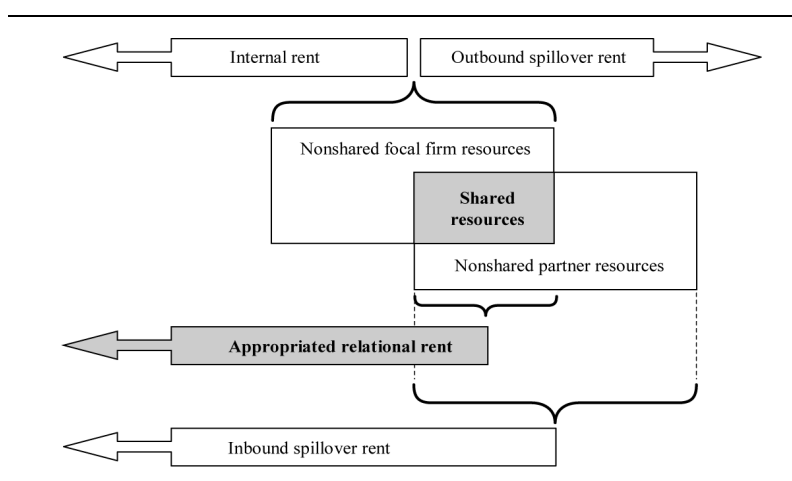 Internal rent
Outbound spillover rent
Nonshared focal firm resources
Shared
resources
Nonshared partner resources
Appropriated relational rent
Inbound spillover rent